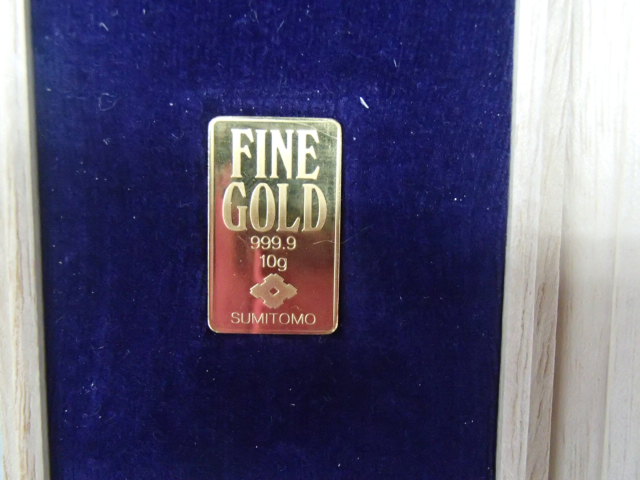 FINE
GOLD
999.9
10g
SUMITOMO